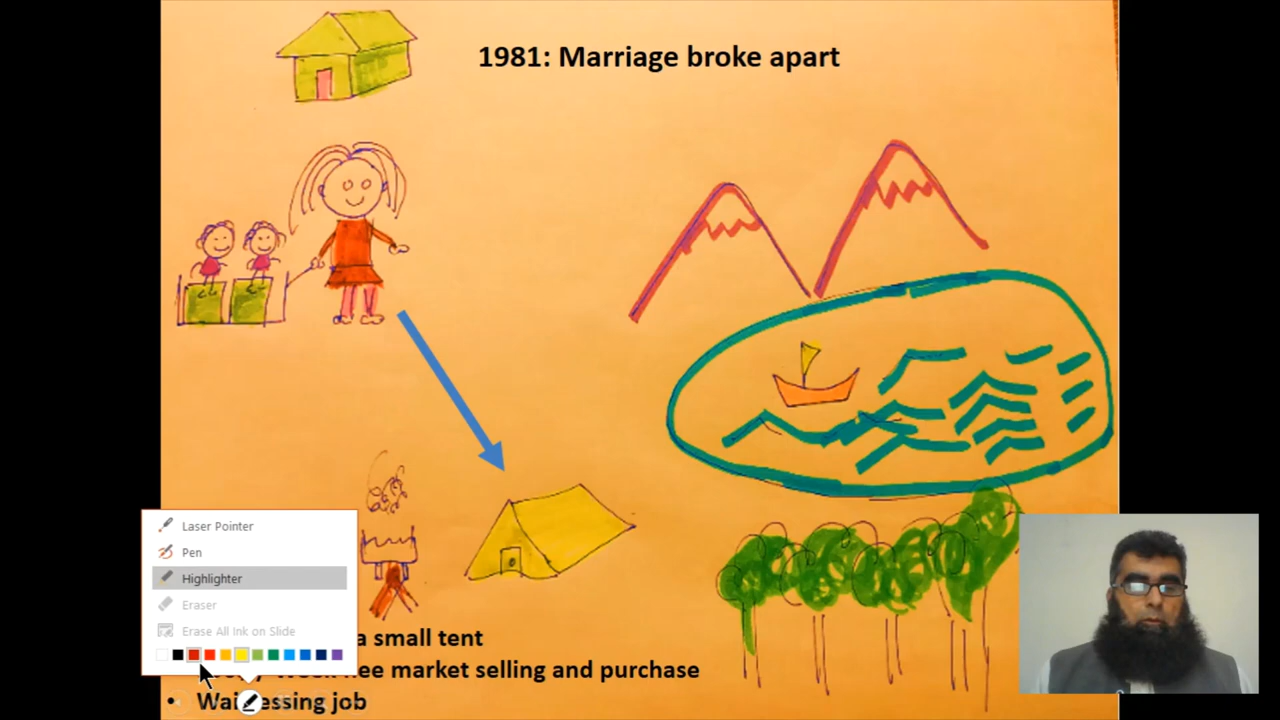 1981: Marriage broke apart
Laser Pointer
Pen
Highlighter
Eraser
Erase All Ink on Slide
a small tent
market selling and purchase
job